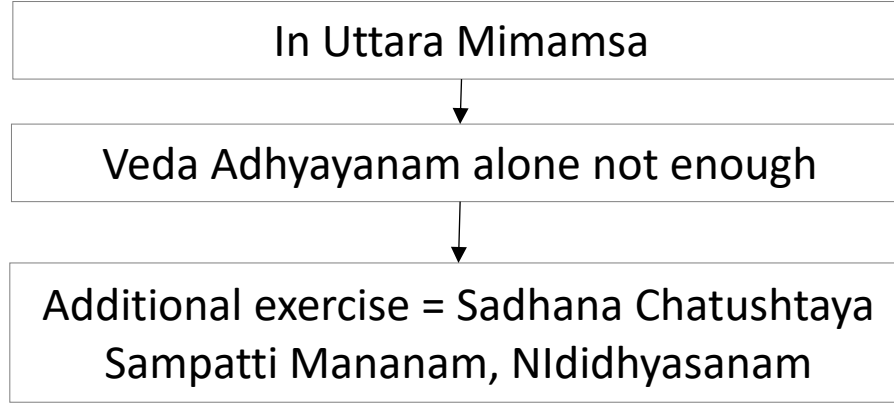 In Uttara Mimamsa
Veda Adhyayanam alone not enough
Additional exercise = Sadhana Chatushtaya
Sampatti Mananam, NIdidhyasanam